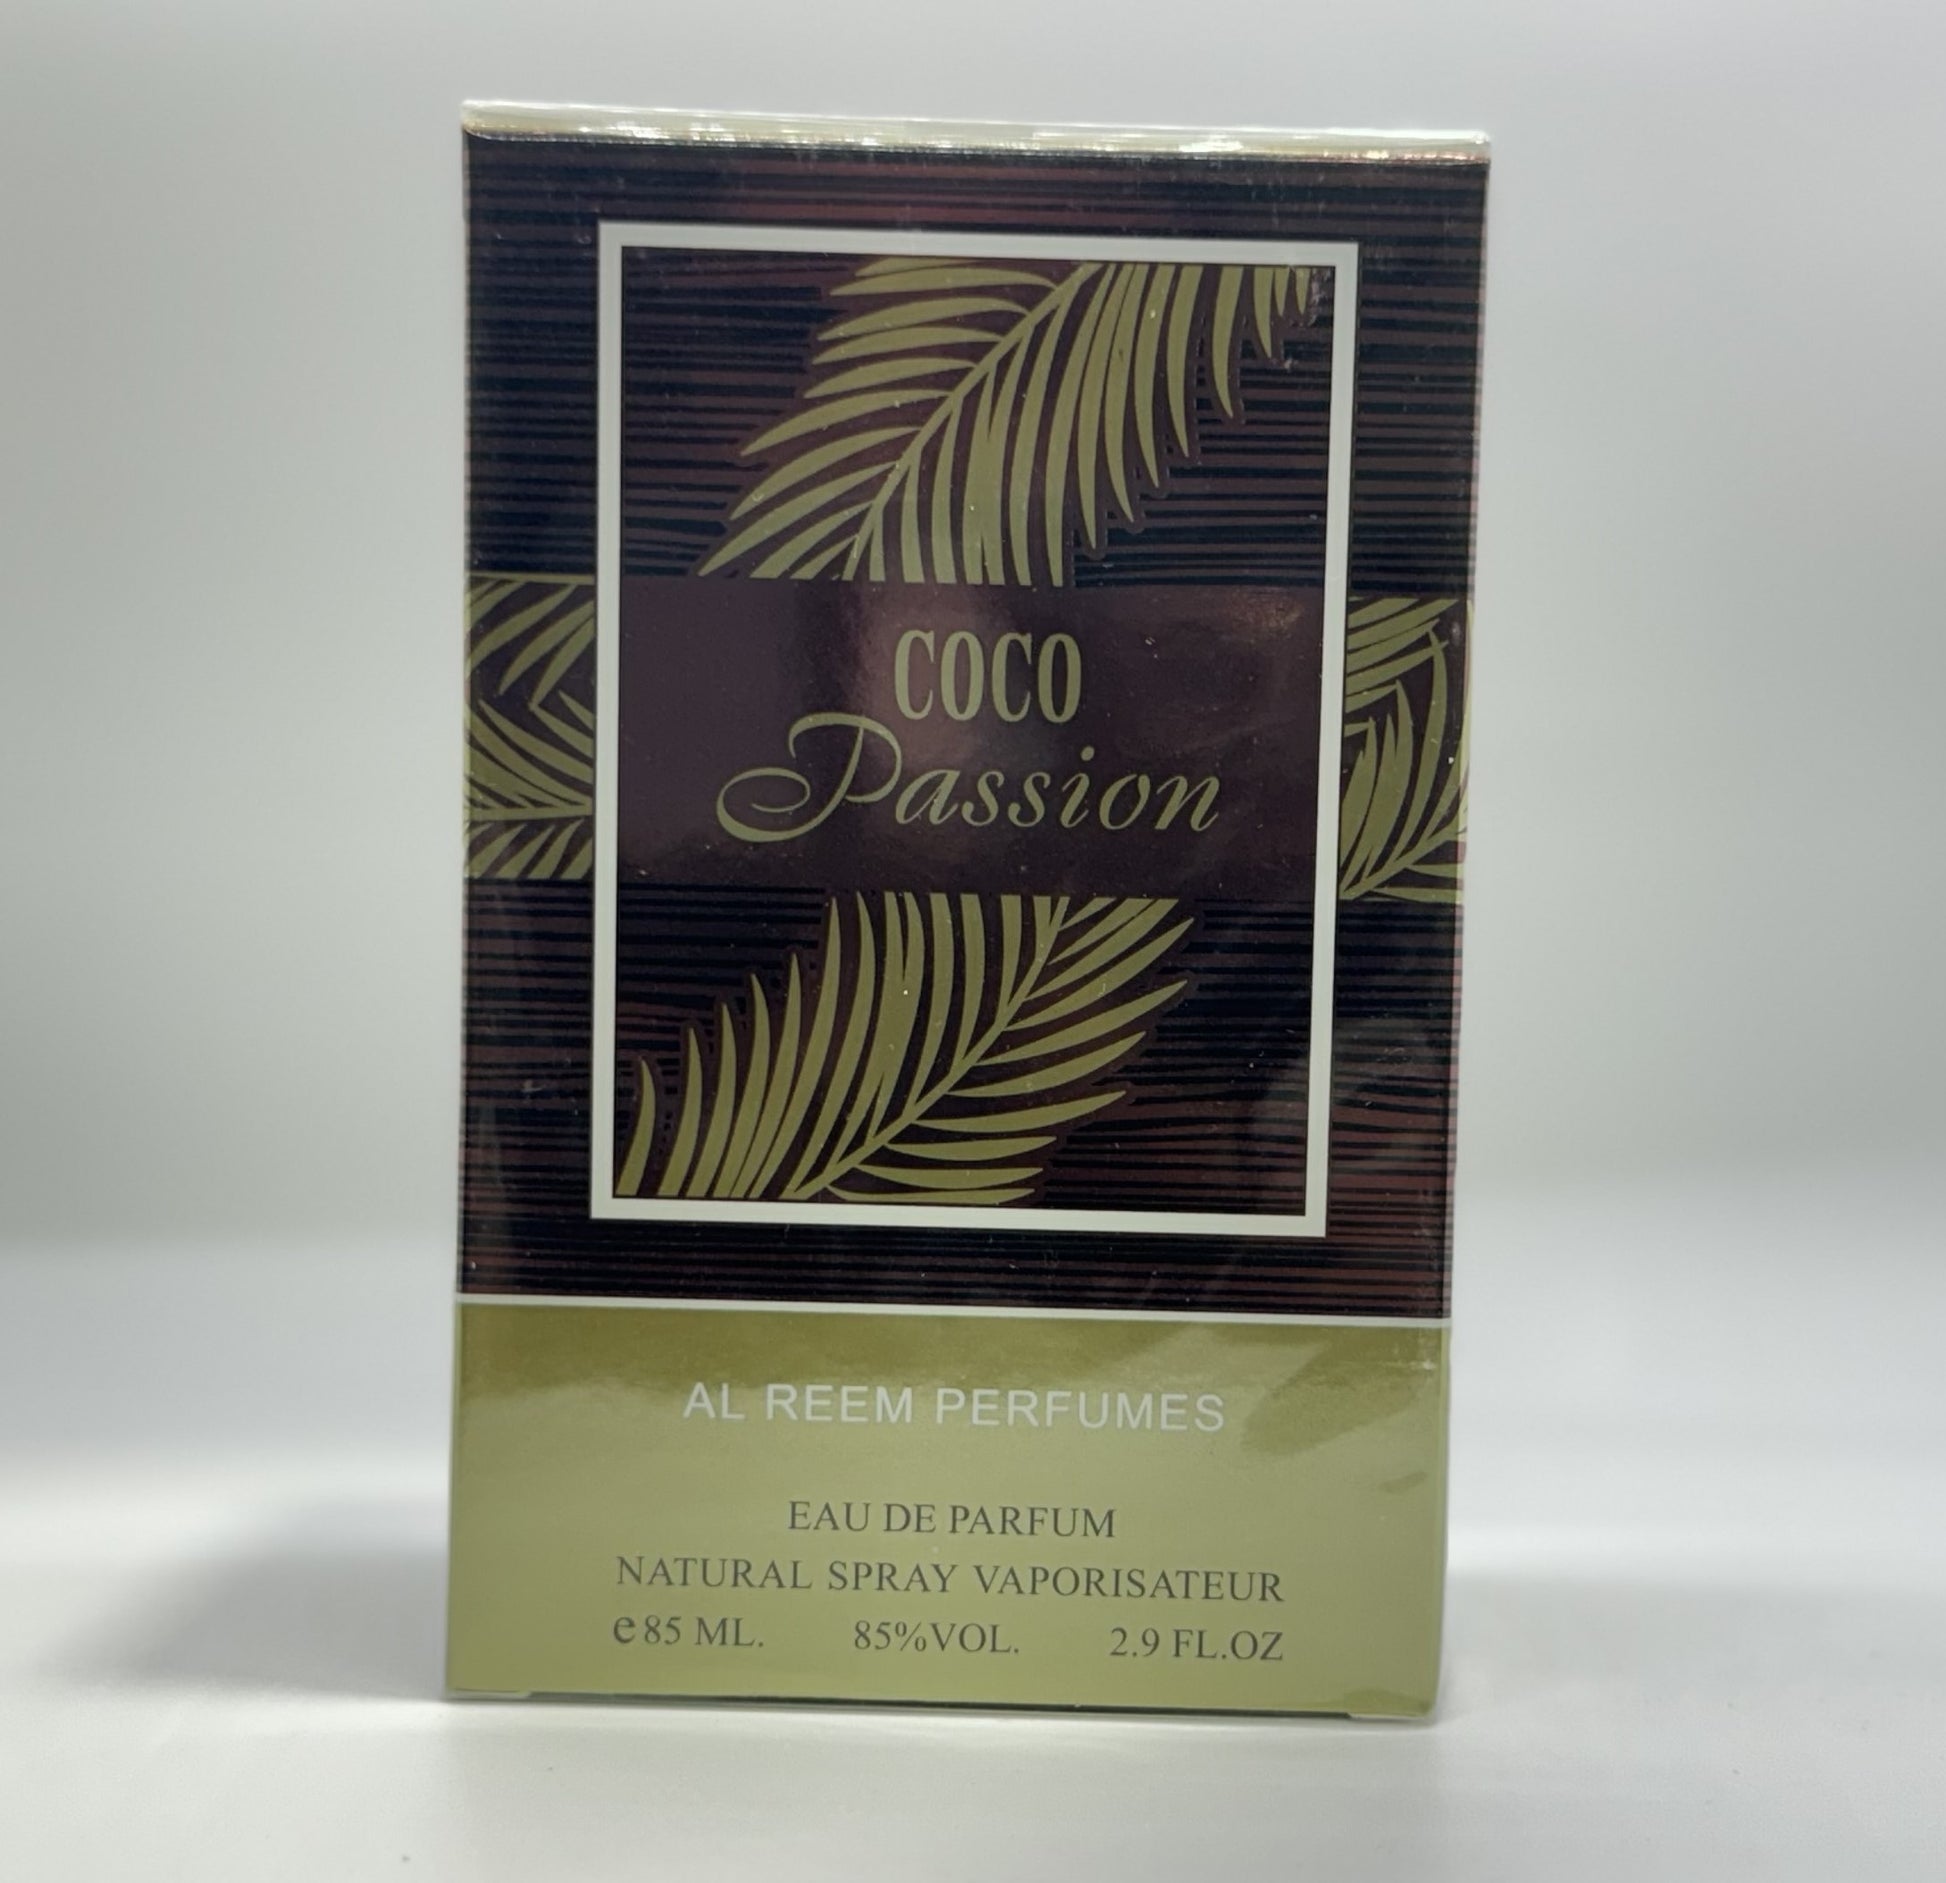 COCO
Passion
AL REEM PERFUMES
EAU DE PARFUM
NATURAL SPRAY VAPORISATEUR
℮85 ML. 85%VOL. 2.9 FL.OZ